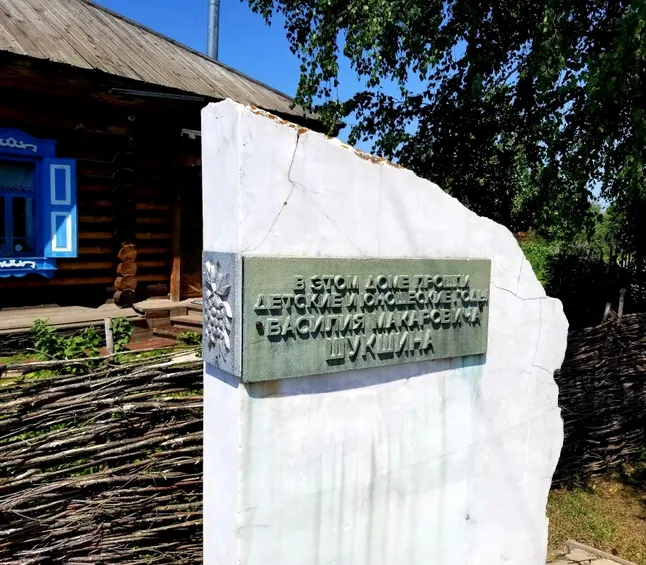 В ЭТОМ ДОМЕ ПРОШЛИ
ДЕТСКИЕ И ЮНОШЕСКИЕ ГОДЫ
ВАСИЛИЯ МАКАРОВИЧА
ШУКШИНА